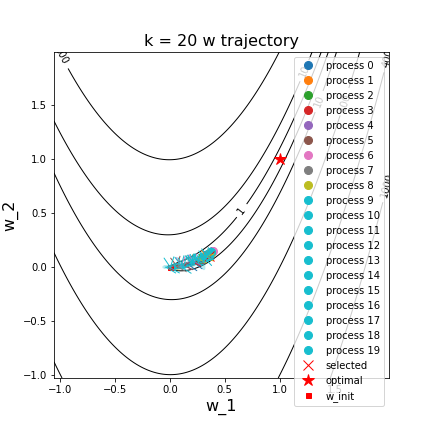 k = 20 w trajectory
w_2
1.5
1.0
0.5
0.0
−0.5
−1.0
−1.0
−0.5
0.0
0.5
1.0
w_1
1
process 0
process 1
process 2
process 3
process 4
process 5
process 6
process 7
process 8
process 9
process 10
process 11
process 12
process 13
process 14
process 15
process 16
process 17
process 18
process 19
selected
optimal
w_init